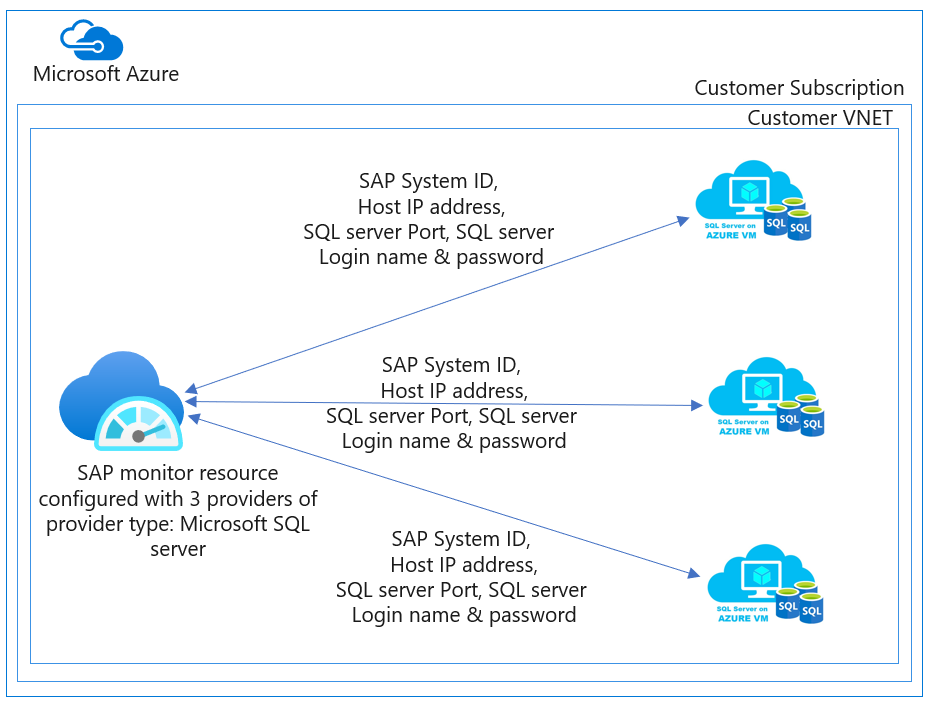 Microsoft Azure
Customer Subscription
Customer VNET
SAP System ID,
Host IP address,
SQL server Port, SQL server
Login name & password
SQL Server on
AZURE VM
SQL
SQL
SAP System ID,
Host IP address,
SQL server Port, SQL server
Login name & password
SQL Server on
AZURE VM
SQL
SQL
SAP monitor resource
configured with 3 providers of
provider type: Microsoft SQL
server
SAP System ID,
Host IP address,
SQL server Port, SQL server
Login name & password
SQL Server on
AZURE VM
SQL
SQL